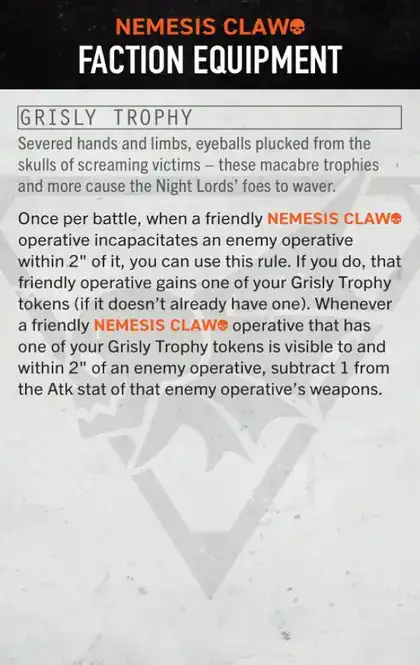 NEMESIS CLAW
FACTION EQUIPMENT
GRISLY TROPHY
Severed hands and limbs, eyeballs plucked from the
skulls of screaming victims – these macabre trophies
and more cause the Night Lords’ foes to waver.
Once per battle, when a friendly NEMESIS CLAW
operative incapacitates an enemy operative
within 2" of it, you can use this rule. If you do, that
friendly operative gains one of your Grisly Trophy
tokens (if it doesn’t already have one). Whenever
a friendly NEMESIS CLAW operative that has
one of your Grisly Trophy tokens is visible to and
within 2" of an enemy operative, subtract 1 from
the Atk stat of that enemy operative’s weapons.